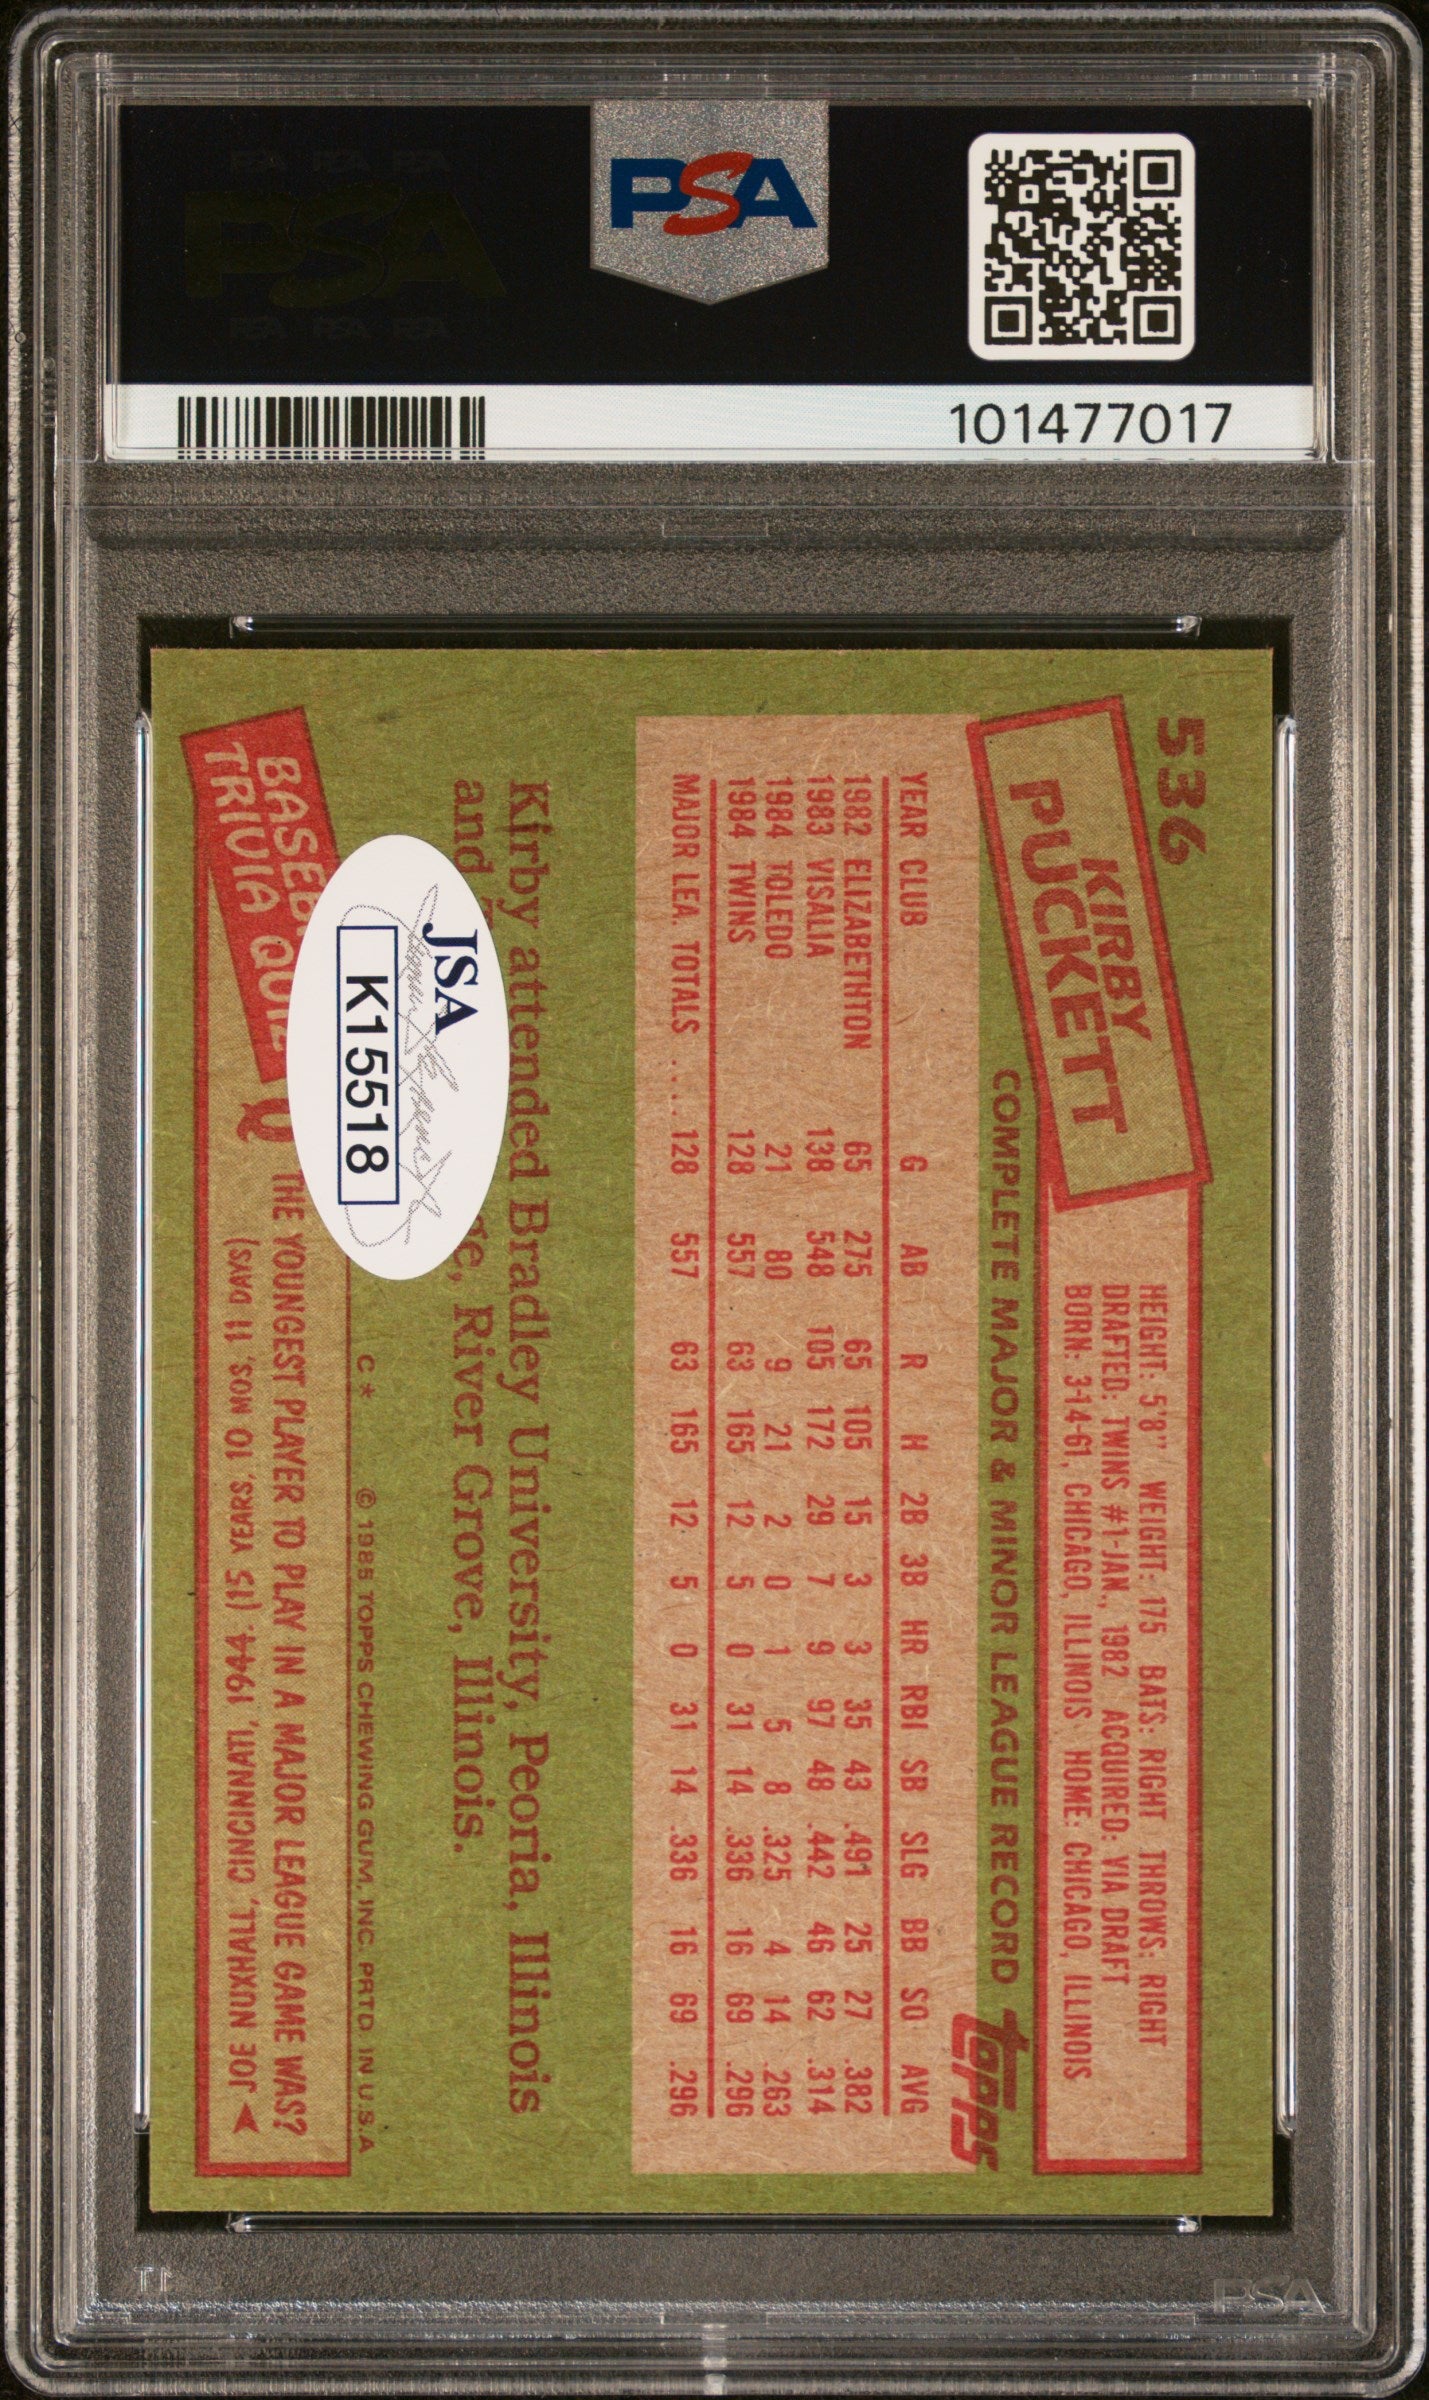 PSA
101477017
536
KIRBY
PUCKETT
HEIGHT: 5'8" WEIGHT: 175 BATS: RIGHT THROWS: RIGHT
DRAFTED: TWINS #1-JAN., 1982 ACQUIRED: VIA DRAFT
BORN: 3-14-61, CHICAGO, ILLINOIS HOME: CHICAGO, ILLINOIS
COMPLETE MAJOR & MINOR LEAGUE RECORD topps
YEAR CLUB G AB R H 2B 3B HR RBI SB SLG BB SO AVG
1982 ELIZABETHTON 65 275 65 105 15 3 3 35 43 .491 25 27 .382
1983 VISALIA 138 548 105 172 29 7 9 97 48 .442 46 62 .314
1984 TOLEDO 21 80 9 21 2 0 1 5 8 .325 4 14 .263
1984 TWINS 128 557 63 165 12 5 0 31 14 .336 16 69 .296
MAJOR LEA TOTALS .... 128 557 63 165 12 5 0 31 14 .336 16 69 .296
Kirby attended Bradley University, Peoria, Illinois
and River Grove, Illinois.
JSA
K15518
C* © 1985 TOPPS CHEWING GUM, INC. PRTD. IN U.S.A
BASEB
TRIVIA QUIZ
Q THE YOUNGEST PLAYER TO PLAY IN A MAJOR LEAGUE GAME WAS?
(15 YEARS, 10 MOS, 11 DAYS) JOE NUXHALL, CINCINNATI, 1944.
PSA